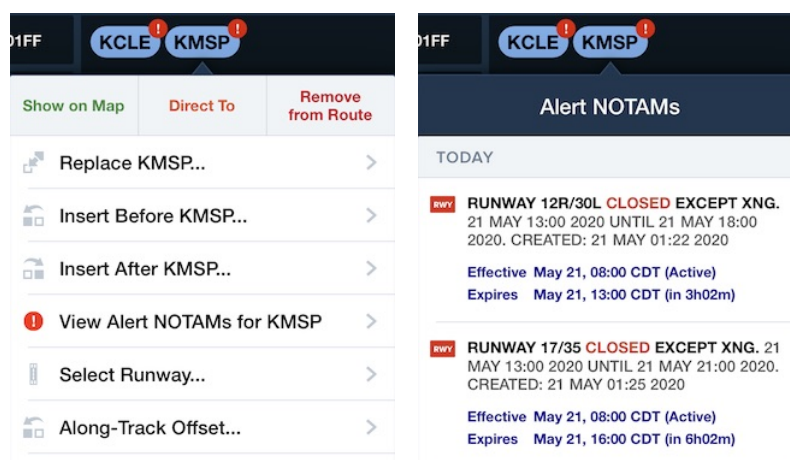 01FF
KCLE
KMSP
Show on Map
Direct To
Remove
from Route
Replace KMSP...
Insert Before KMSP...
Insert After KMSP...
View Alert NOTAMs for KMSP
Select Runway...
Along-Track Offset...
01FF
KCLE
KMSP
Alert NOTAMs
TODAY
RWY
RUNWAY 12R/30L CLOSED EXCEPT XNG.
21 MAY 13:00 2020 UNTIL 21 MAY 18:00
2020. CREATED: 21 MAY 01:22 2020
Effective May 21, 08:00 CDT (Active)
Expires May 21, 13:00 CDT (in 3h02m)
RWY
RUNWAY 17/35 CLOSED EXCEPT XNG. 21
MAY 13:00 2020 UNTIL 21 MAY 21:00 2020.
CREATED: 21 MAY 01:25 2020
Effective May 21, 08:00 CDT (Active)
Expires May 21, 16:00 CDT (in 6h02m)